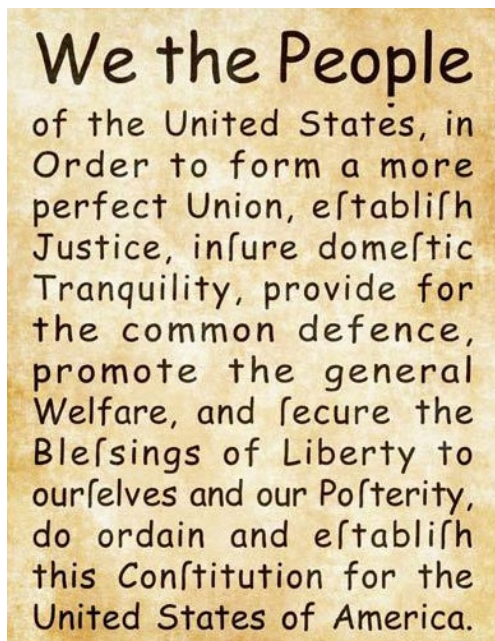 We the People
of the United States, in
Order to form a more
perfect Union, eſtabliſh
Justice, inſure domeſtic
Tranquility, provide for
the common defence,
promote the general
Welfare, and ſecure the
Bleſsings of Liberty to
ourſelves and our Poſterity,
do ordain and eſtabliſh
this Conſtitution for the
United States of America.